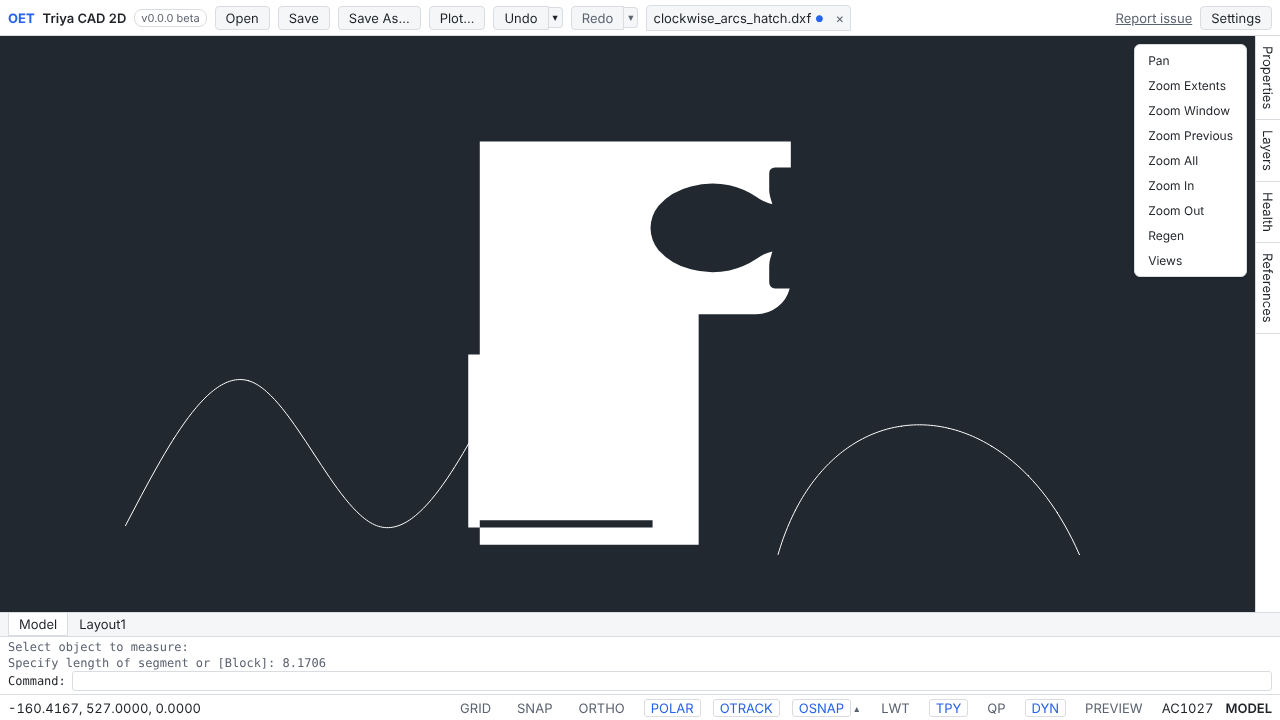 OET Triya CAD 2D v0.0.0 beta Open Save Save As... Plot... Undo ▾ Redo ▾ clockwise_arcs_hatch.dxf ● × Report issue Settings
Pan
Zoom Extents
Zoom Window
Zoom Previous
Zoom All
Zoom In
Zoom Out
Regen
Views
Properties
Layers
Health
References
Model Layout1
Select object to measure:
Specify length of segment or [Block]: 8.1706
Command:
-160.4167, 527.0000, 0.0000 GRID SNAP ORTHO POLAR OTRACK OSNAP ▴ LWT TPY QP DYN PREVIEW AC1027 MODEL